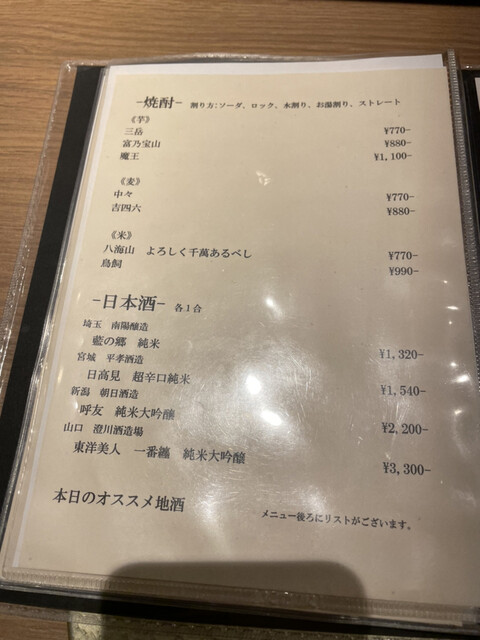 -焼酎- 割り方:ソーダ、ロック、水割り、お湯割り、ストレート
《芋》
三岳 ¥770-
富乃宝山 ¥880-
魔王 ¥1,100-
《麦》
中々 ¥770-
吉四六 ¥880-
《米》
八海山 よろしく千萬あるべし ¥770-
鳥飼 ¥990-
-日本酒- 各1合
埼玉 南陽醸造
藍の郷 純米 ¥1,320-
宮城 平孝酒造
日高見 超辛口純米 ¥1,540-
新潟 朝日酒造
呼友 純米大吟醸 ¥2,200-
山口 澄川酒造場
東洋美人 一番纏 純米大吟醸 ¥3,300-
本日のオススメ地酒
メニュー後ろにリストがございます。